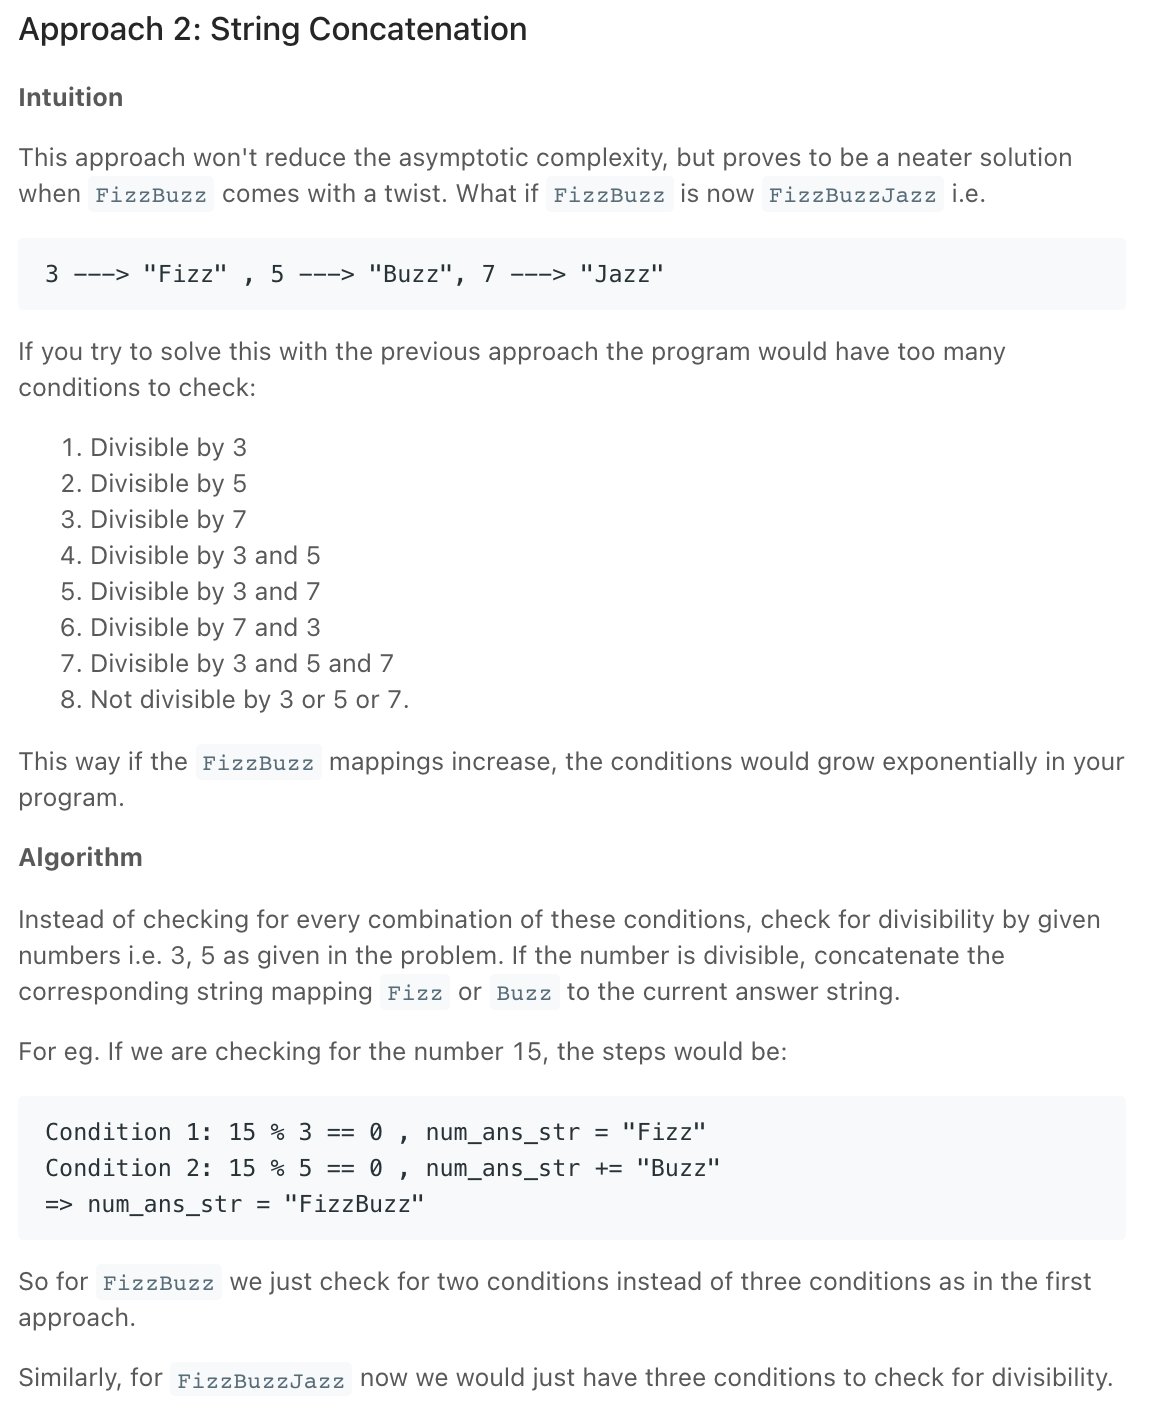 Approach 2: String Concatenation
Intuition
This approach won't reduce the asymptotic complexity, but proves to be a neater solution
when FizzBuzz comes with a twist. What if FizzBuzz is now FizzBuzzJazz i.e.
3 ---> "Fizz" , 5 ---> "Buzz", 7 ---> "Jazz"
If you try to solve this with the previous approach the program would have too many
conditions to check:
1. Divisible by 3
2. Divisible by 5
3. Divisible by 7
4. Divisible by 3 and 5
5. Divisible by 3 and 7
6. Divisible by 7 and 3
7. Divisible by 3 and 5 and 7
8. Not divisible by 3 or 5 or 7.
This way if the FizzBuzz mappings increase, the conditions would grow exponentially in your
program.
Algorithm
Instead of checking for every combination of these conditions, check for divisibility by given
numbers i.e. 3, 5 as given in the problem. If the number is divisible, concatenate the
corresponding string mapping Fizz or Buzz to the current answer string.
For eg. If we are checking for the number 15, the steps would be:
Condition 1: 15 % 3 == 0 , num_ans_str = "Fizz"
Condition 2: 15 % 5 == 0 , num_ans_str += "Buzz"
=> num_ans_str = "FizzBuzz"
So for FizzBuzz we just check for two conditions instead of three conditions as in the first
approach.
Similarly, for FizzBuzzJazz now we would just have three conditions to check for divisibility.